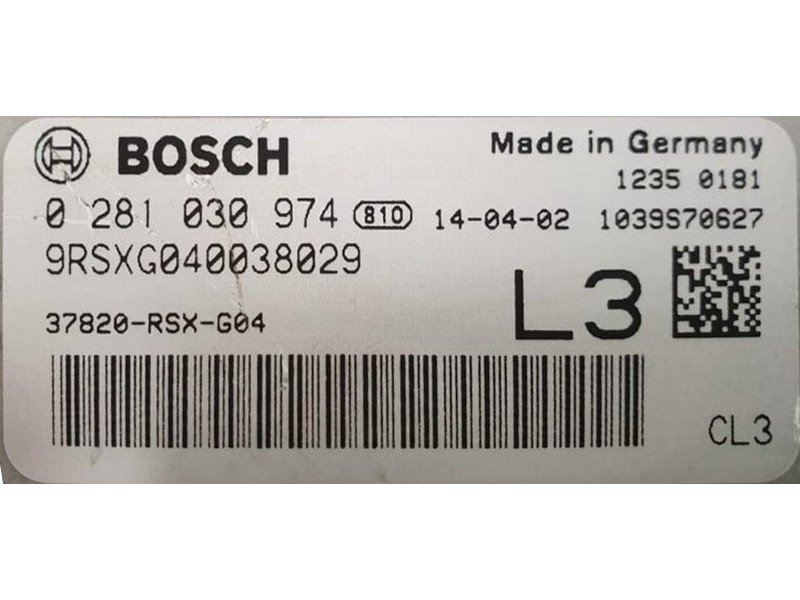 BOSCH
Made in Germany
1235 0181
0 281 030 974 810 14-04-02 1039S70627
9RSXG040038029
L3
37820-RSX-G04
CL3